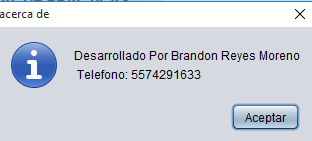 acerca de
Desarrollado Por Brandon Reyes Moreno
Telefono: 5574291633
Aceptar